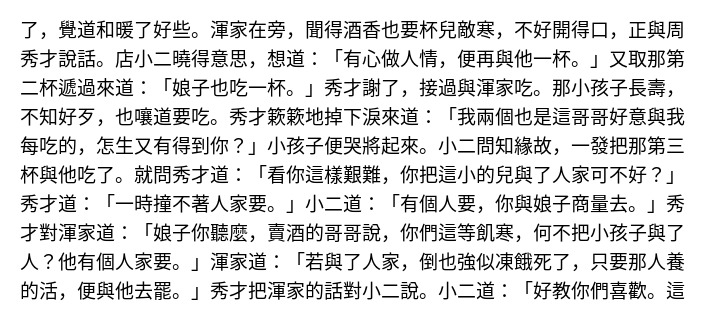 了，覺道和暖了好些。渾家在旁，聞得酒香也要杯兒敵寒，不好開得口，正與周
秀才說話。店小二曉得意思，想道：「有心做人情，便再與他一杯。」又取那第
二杯遞過來道：「娘子也吃一杯。」秀才謝了，接過與渾家吃。那小孩子長壽，
不知好歹，也嚷道要吃。秀才簌簌地掉下淚來道：「我兩個也是這哥哥好意與我
每吃的，怎生又有得到你？」小孩子便哭將起來。小二問知緣故，一發把那第三
杯與他吃了。就問秀才道：「看你這樣艱難，你把這小的兒與了人家可不好？」
秀才道：「一時撞不著人家要。」小二道：「有個人要，你與娘子商量去。」秀
才對渾家道：「娘子你聽麼，賣酒的哥哥說，你們這等飢寒，何不把小孩子與了
人？他有個人家要。」渾家道：「若與了人家，倒也強似凍餓死了，只要那人養
的活，便與他去罷。」秀才把渾家的話對小二說。小二道：「好教你們喜歡。這